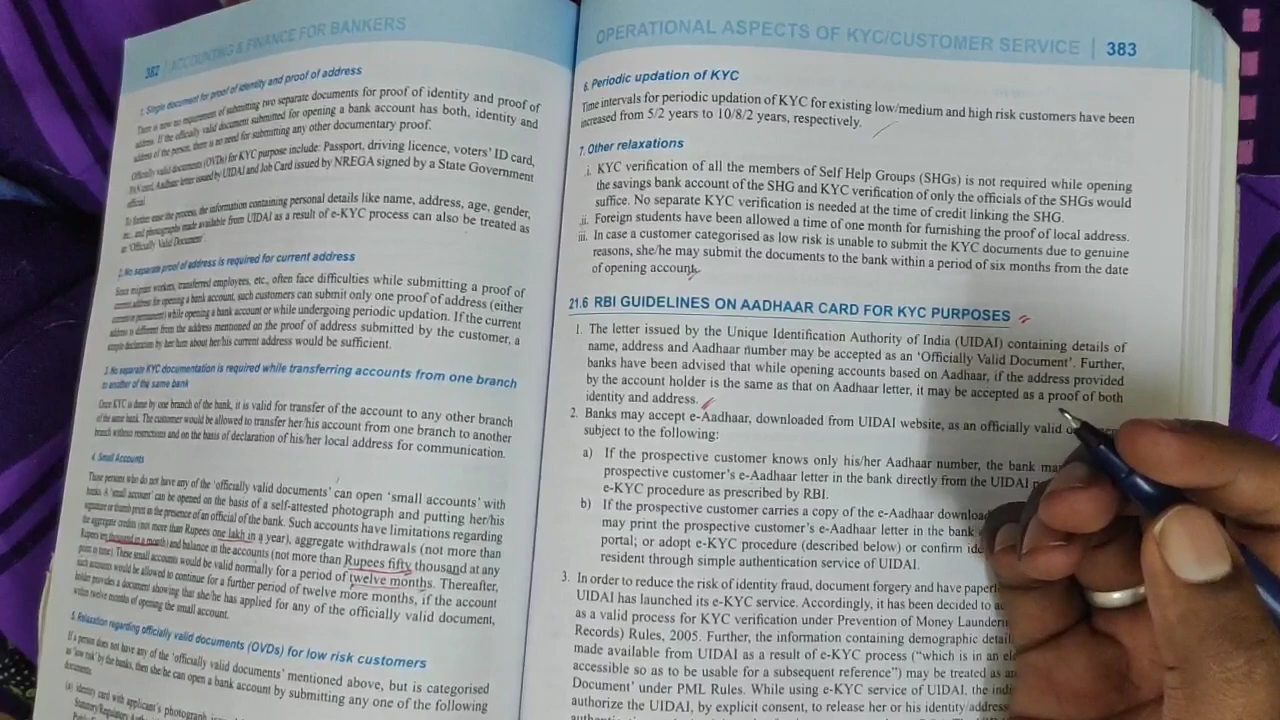 382 | ACCOUNTING & FINANCE FOR BANKERS
1. Single document for proof of identity and proof of address
There is now no requirement of submitting two separate documents for proof of identity and proof of
address. If the officially valid document submitted for opening a bank account has both, identity and
address of the person, there is no need for submitting any other documentary proof.
Officially valid documents (OVDs) for KYC purpose include: Passport, driving licence, voters' ID card,
PAN card, Aadhaar letter issued by UIDAI and Job Card issued by NREGA signed by a State Government
official.
To further ease the process, the information containing personal details like name, address, age, gender,
etc., and photographs made available from UIDAI as a result of e-KYC process can also be treated as
an 'Officially Valid Document'.
2. No separate proof of address is required for current address
Since migrant workers, transferred employees, etc., often face difficulties while submitting a proof of
current address for opening a bank account, such customers can submit only one proof of address (either
current or permanent) while opening a bank account or while undergoing periodic updation. If the current
address is different from the address mentioned on the proof of address submitted by the customer, a
simple declaration by her/him about her/his current address would be sufficient.
3. No separate KYC documentation is required while transferring accounts from one branch
to another of the same bank
Once KYC is done by one branch of the bank, it is valid for transfer of the account to any other branch
of the same bank. The customer would be allowed to transfer her/his account from one branch to another
branch without restrictions and on the basis of declaration of his/her local address for communication.
4. Small Accounts
Those persons who do not have any of the 'officially valid documents' can open 'small accounts' with
banks. A 'small account' can be opened on the basis of a self-attested photograph and putting her/his
signature or thumb print in the presence of an official of the bank. Such accounts have limitations regarding
the aggregate credits (not more than Rupees one lakh in a year), aggregate withdrawals (not more than
Rupees ten thousand in a month) and balance in the accounts (not more than Rupees fifty thousand at any
point in time). These small accounts would be valid normally for a period of twelve months. Thereafter,
such accounts would be allowed to continue for a further period of twelve more months, if the account
holder provides a document showing that she/he has applied for any of the officially valid document,
within twelve months of opening the small account.
5. Relaxation regarding officially valid documents (OVDs) for low risk customers
If a person does not have any of the 'officially valid documents' mentioned above, but is categorised
as 'low risk' by the banks, then she/he can open a bank account by submitting any one of the following
documents:
(a) identity card with applicant's photograph issued
Statutory/Regulatory
OPERATIONAL ASPECTS OF KYC/CUSTOMER SERVICE | 383
6. Periodic updation of KYC
Time intervals for periodic updation of KYC for existing low/medium and high risk customers have been
increased from 5/2 years to 10/8/2 years, respectively.
7. Other relaxations
i. KYC verification of all the members of Self Help Groups (SHGs) is not required while opening
the savings bank account of the SHG and KYC verification of only the officials of the SHGs would
suffice. No separate KYC verification is needed at the time of credit linking the SHG.
ii. Foreign students have been allowed a time of one month for furnishing the proof of local address.
iii. In case a customer categorised as low risk is unable to submit the KYC documents due to genuine
reasons, she/he may submit the documents to the bank within a period of six months from the date
of opening account.
21.6 RBI GUIDELINES ON AADHAAR CARD FOR KYC PURPOSES
1. The letter issued by the Unique Identification Authority of India (UIDAI) containing details of
name, address and Aadhaar number may be accepted as an 'Officially Valid Document'. Further,
banks have been advised that while opening accounts based on Aadhaar, if the address provided
by the account holder is the same as that on Aadhaar letter, it may be accepted as a proof of both
identity and address.
2. Banks may accept e-Aadhaar, downloaded from UIDAI website, as an officially valid
subject to the following:
a) If the prospective customer knows only his/her Aadhaar number, the bank may
prospective customer's e-Aadhaar letter in the bank directly from the UIDAI
e-KYC procedure as prescribed by RBI.
b) If the prospective customer carries a copy of the e-Aadhaar
may print the prospective customer's e-Aadhaar letter in the bank
portal; or adopt e-KYC procedure (described below) or confirm
resident through simple authentication service of UIDAI.
3. In order to reduce the risk of identity fraud, document forgery and have
UIDAI has launched its e-KYC service. Accordingly, it has been decided to
as a valid process for KYC verification under Prevention of Money
Records) Rules, 2005. Further, the information containing demographic
made available from UIDAI as a result of e-KYC process ("which is in an
accessible so as to be usable for a subsequent reference") may be treated as
Document' under PML Rules. While using e-KYC service of UIDAI, the
authorize the UIDAI, by explicit consent, to release her or his identity/address